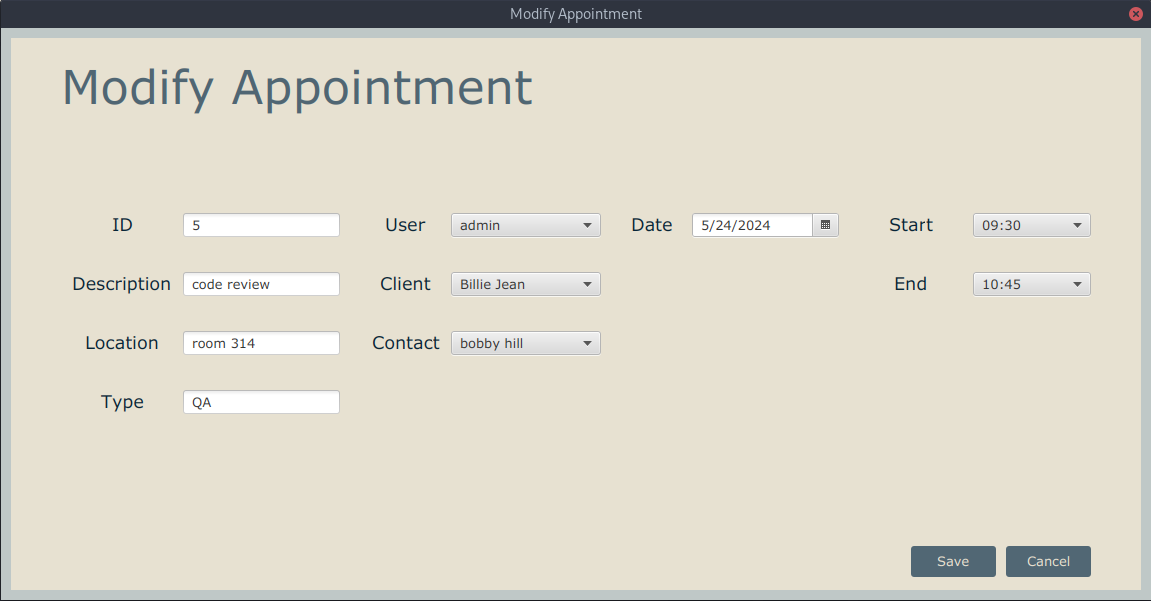 Modify Appointment
Modify Appointment
ID 5 User admin Date 5/24/2024 Start 09:30
Description code review Client Billie Jean End 10:45
Location room 314 Contact bobby hill
Type QA
Save Cancel